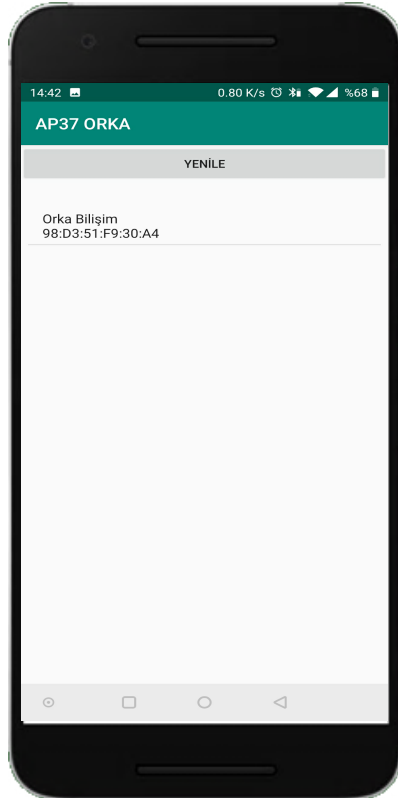 14:42 0.80 K/s %68
AP37 ORKA
YENİLE
Orka Bilişim
98:D3:51:F9:30:A4